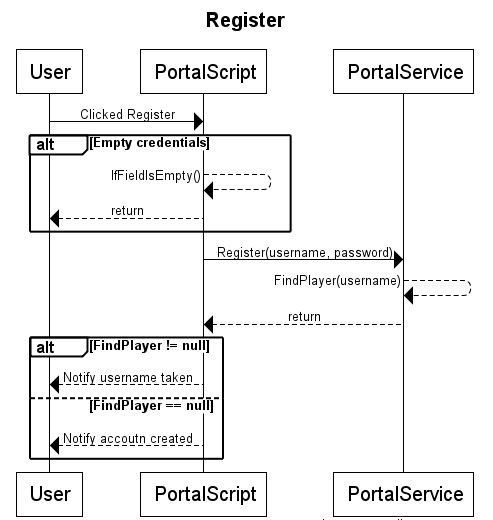 Register
User PortalScript PortalService
Clicked Register
alt [Empty credentials]
IfFieldIsEmpty()
return
Register(username, password)
FindPlayer(username)
return
alt [FindPlayer != null]
Notify username taken
[FindPlayer == null]
Notify accoutn created
User PortalScript PortalService